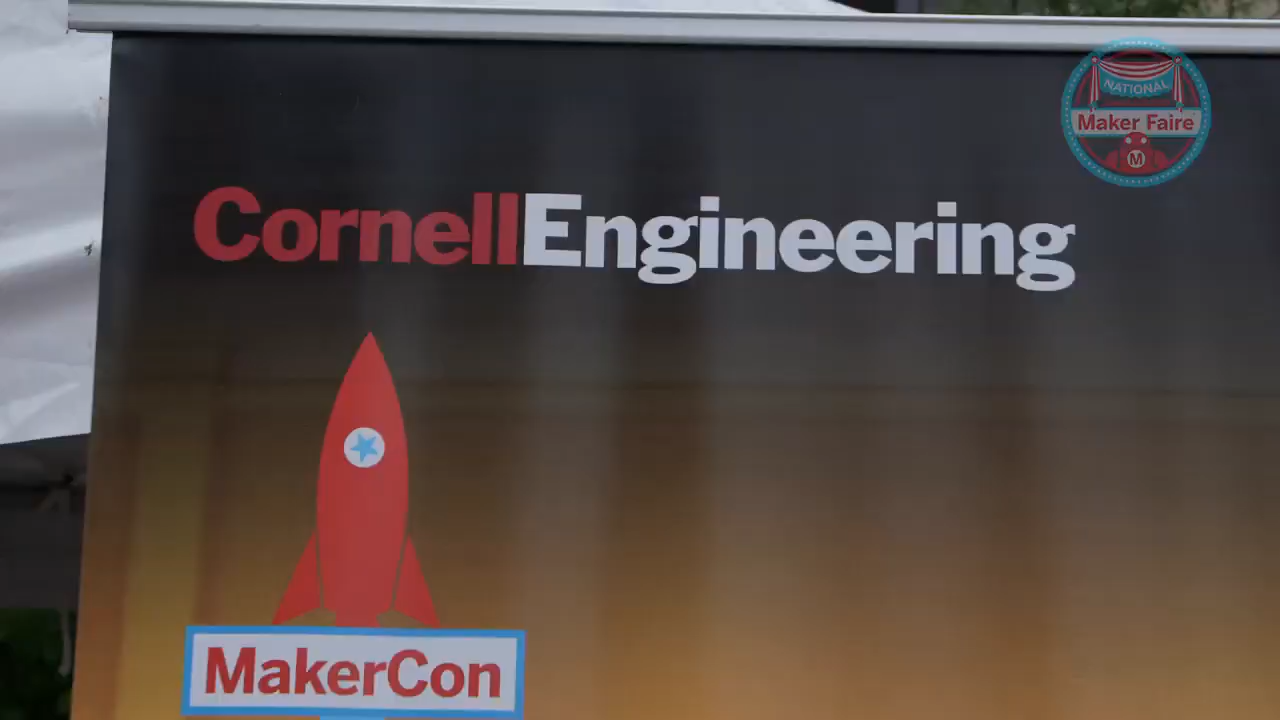 NATIONAL
Maker Faire
M
CornellEngineering
MakerCon